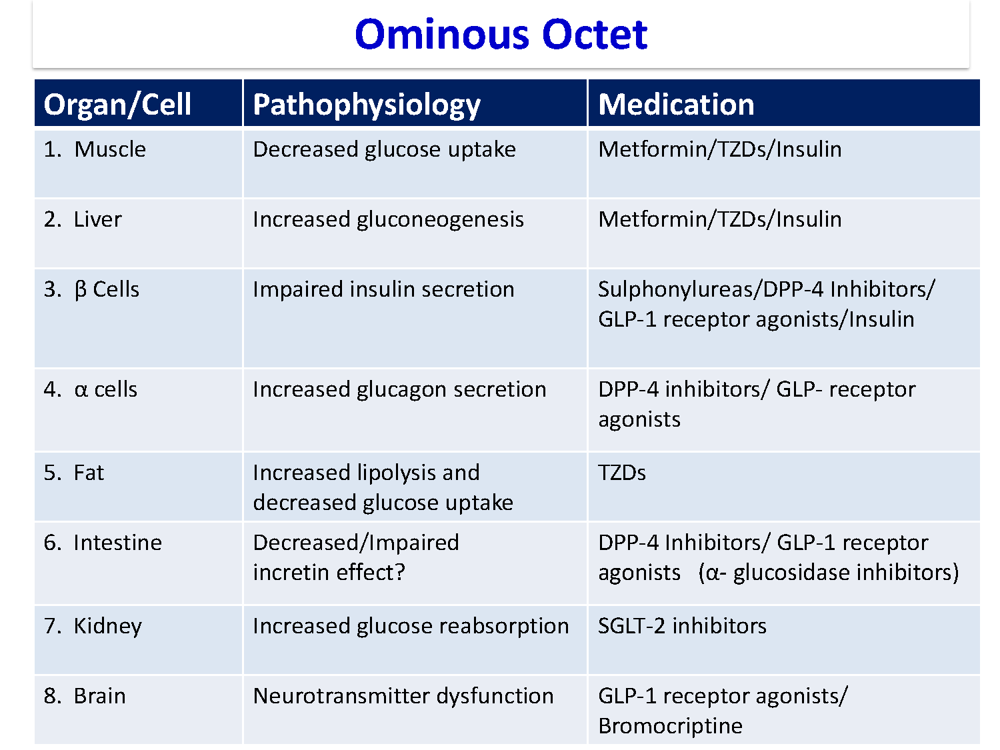 Ominous Octet
Organ/Cell Pathophysiology Medication
1. Muscle Decreased glucose uptake Metformin/TZDs/Insulin
2. Liver Increased gluconeogenesis Metformin/TZDs/Insulin
3. β Cells Impaired insulin secretion Sulphonylureas/DPP-4 Inhibitors/
GLP-1 receptor agonists/Insulin
4. α cells Increased glucagon secretion DPP-4 inhibitors/ GLP- receptor
agonists
5. Fat Increased lipolysis and TZDs
decreased glucose uptake
6. Intestine Decreased/Impaired DPP-4 Inhibitors/ GLP-1 receptor
incretin effect? agonists (α- glucosidase inhibitors)
7. Kidney Increased glucose reabsorption SGLT-2 inhibitors
8. Brain Neurotransmitter dysfunction GLP-1 receptor agonists/
Bromocriptine